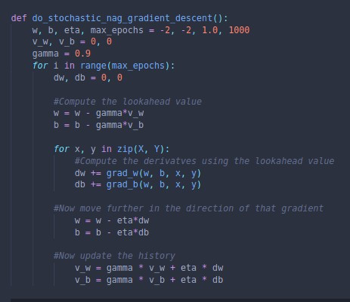 def do_stochastic_nag_gradient_descent():
    w, b, eta, max_epochs = -2, -2, 1.0, 1000
    v_w, v_b = 0, 0
    gamma = 0.9
    for i in range(max_epochs):
        dw, db = 0, 0

        #Compute the lookahead value
        w = w - gamma*v_w
        b = b - gamma*v_b

        for x, y in zip(X, Y):
            #Compute the derivatves using the lookahead value
            dw += grad_w(w, b, x, y)
            db += grad_b(w, b, x, y)

        #Now move further in the direction of that gradient
            w = w - eta*dw
            b = b - eta*db

        #Now update the history
            v_w = gamma * v_w + eta * dw
            v_b = gamma * v_b + eta * db